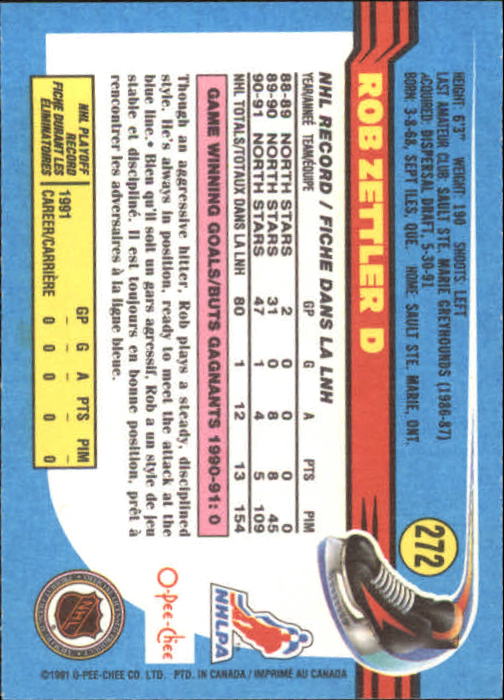 272
HEIGHT: 6'3" WEIGHT: 190 SHOOTS: LEFT
LAST AMATEUR CLUB: SAULT STE. MARIE GREYHOUNDS (1986-87)
ACQUIRED: DISPERSAL DRAFT, 5-30-91
BORN: 3-8-68, SEPT ILES, QUE. HOME: SAULT STE. MARIE, ONT.
ROB ZETTLER D
NHL RECORD / FICHE DANS LA LNH
YEAR/ANNÉE TEAM/ÉQUIPE GP G A PTS PIM
88-89 NORTH STARS 2 0 0 0 0
89-90 NORTH STARS 31 0 8 8 45
90-91 NORTH STARS 47 1 4 5 109
NHL TOTALS/TOTAUX DANS LA LNH 80 1 12 13 154
GAME WINNING GOALS/BUTS GAGNANTS 1990-91: 0
Though an aggressive hitter, Rob plays a steady, disciplined
style. He's always in position, ready to meet the attack at the
blue line. • Bien qu'il soit un gars agressif, Rob a un style de jeu
stable et discipliné. Il est toujours en bonne position, prêt à
rencontrer les adversaires à la ligne bleue.
NHL PLAYOFF
RECORD
FICHE DURANT LES
ÉLIMINATOIRES
GP G A PTS PIM
1991 – – – – –
CAREER/CARRIÈRE 0 0 0 0 0
NHLPA
O-pee-chee
NHL
©1991 O-PEE-CHEE CO. LTD. PTD. IN CANADA / IMPRIMÉ AU CANADA